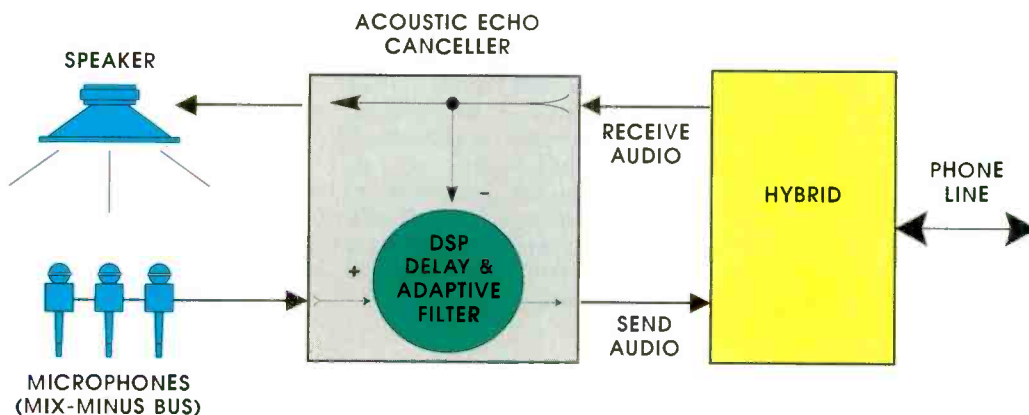 ACOUSTIC ECHO
CANCELLER
SPEAKER
RECEIVE
AUDIO
HYBRID
PHONE
LINE
−
+
DSP
DELAY &
ADAPTIVE
FILTER
SEND
AUDIO
MICROPHONES
(MIX-MINUS BUS)